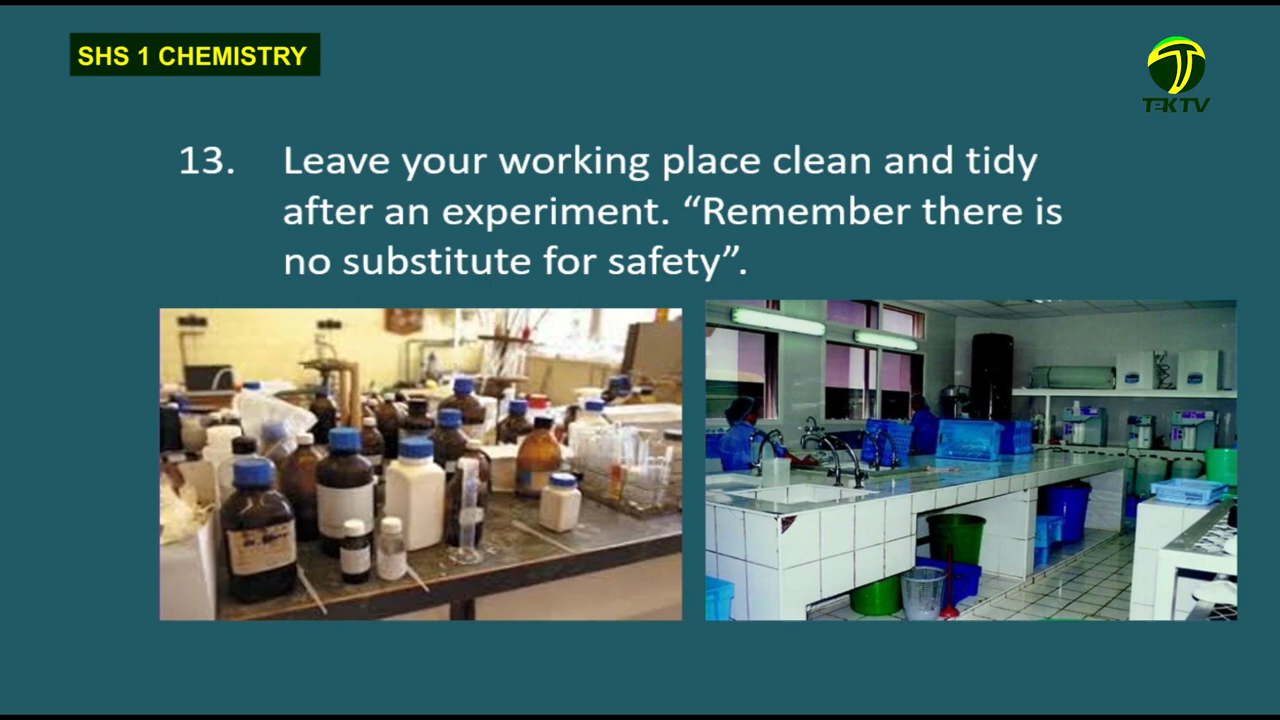 SHS 1 CHEMISTRY
TEKTV
13. Leave your working place clean and tidy
after an experiment. “Remember there is
no substitute for safety”.